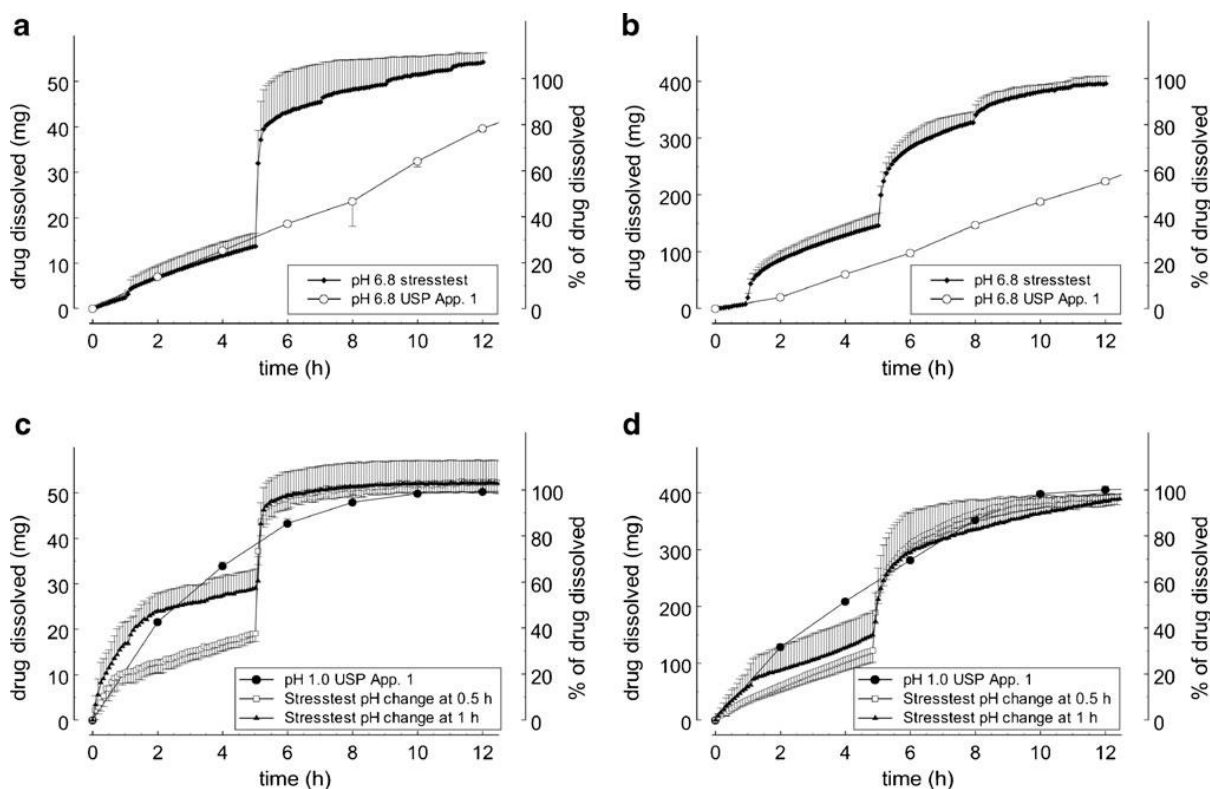 a
drug dissolved (mg)
50
40
30
20
10
0
100
80
60
40
20
0
% of drug dissolved
pH 6.8 stresstest
pH 6.8 USP App. 1
0 2 4 6 8 10 12
time (h)
b
drug dissolved (mg)
400
300
200
100
0
100
80
60
40
20
0
% of drug dissolved
pH 6.8 stresstest
pH 6.8 USP App. 1
0 2 4 6 8 10 12
time (h)
c
drug dissolved (mg)
50
40
30
20
10
0
100
80
60
40
20
0
% of drug dissolved
pH 1.0 USP App. 1
Stresstest pH change at 0.5 h
Stresstest pH change at 1 h
0 2 4 6 8 10 12
time (h)
d
drug dissolved (mg)
400
300
200
100
0
100
80
60
40
20
0
% of drug dissolved
pH 1.0 USP App. 1
Stresstest pH change at 0.5 h
Stresstest pH change at 1 h
0 2 4 6 8 10 12
time (h)